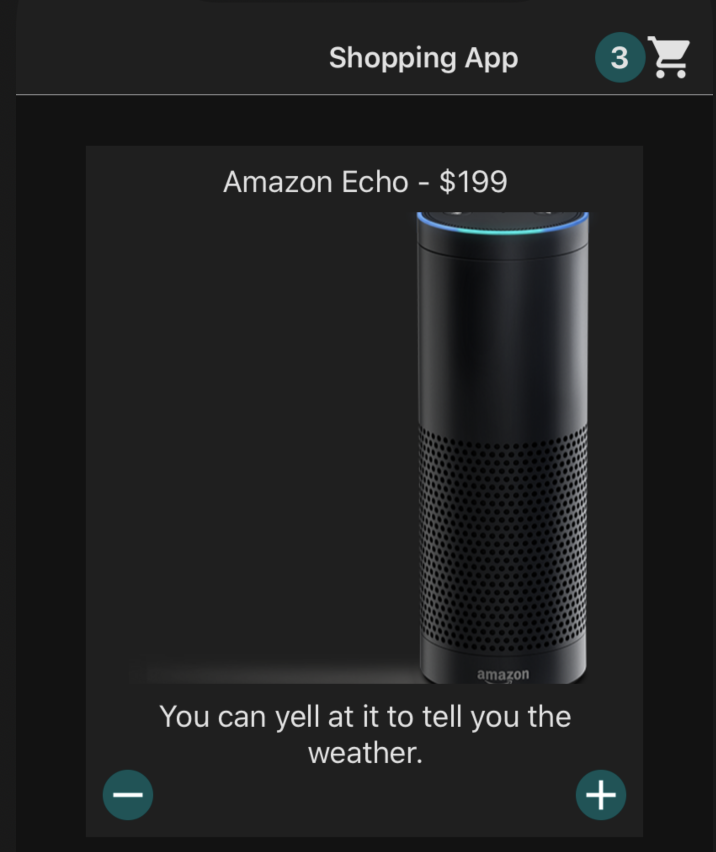 Shopping App 3
Amazon Echo - $199
amazon
You can yell at it to tell you the
weather.